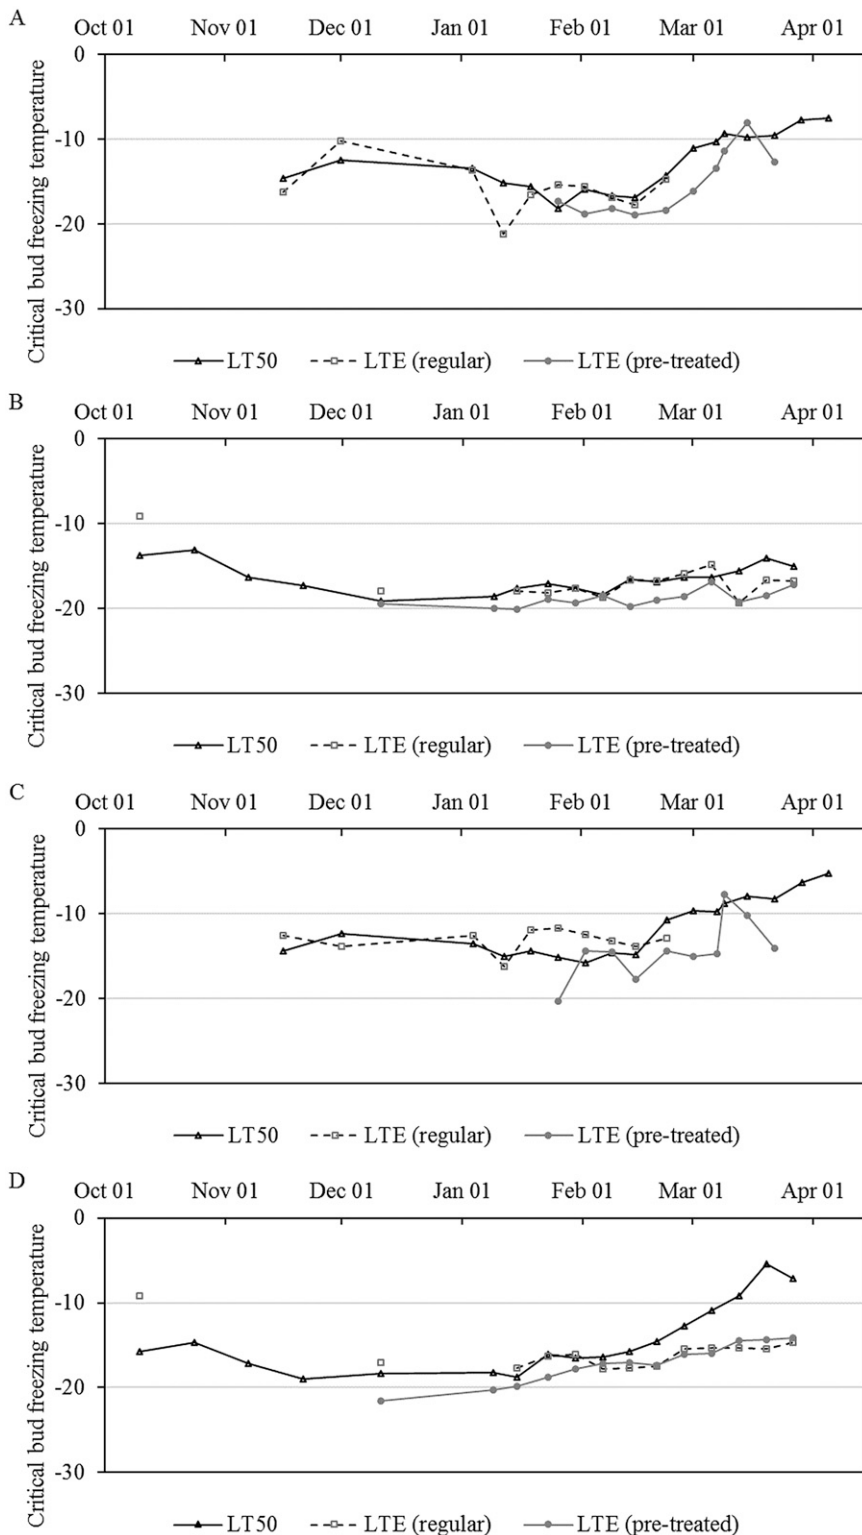 A
Oct 01 Nov 01 Dec 01 Jan 01 Feb 01 Mar 01 Apr 01
0
-10
-20
-30
Critical bud freezing temperature
LT50 LTE (regular) LTE (pre-treated)
B
Oct 01 Nov 01 Dec 01 Jan 01 Feb 01 Mar 01 Apr 01
0
-10
-20
-30
Critical bud freezing temperature
LT50 LTE (regular) LTE (pre-treated)
C
Oct 01 Nov 01 Dec 01 Jan 01 Feb 01 Mar 01 Apr 01
0
-10
-20
-30
Critical bud freezing temperature
LT50 LTE (regular) LTE (pre-treated)
D
Oct 01 Nov 01 Dec 01 Jan 01 Feb 01 Mar 01 Apr 01
0
-10
-20
-30
Critical bud freezing temperature
LT50 LTE (regular) LTE (pre-treated)